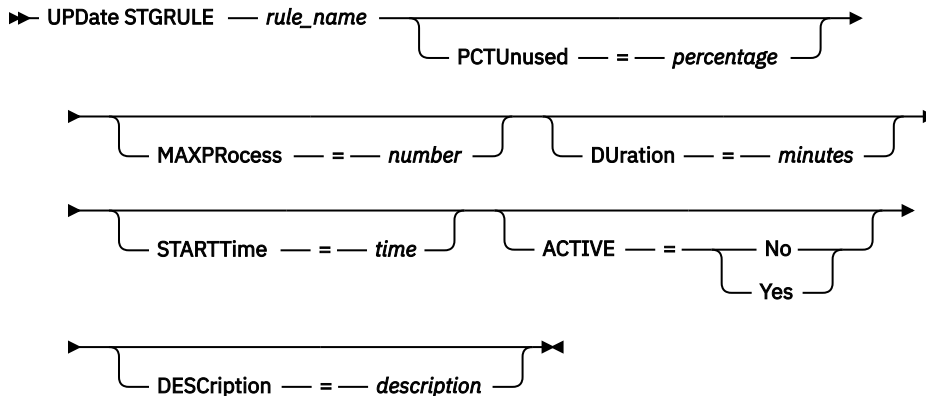 UPDate STGRULE rule_name
PCTUnused = percentage
MAXPRocess = number DUration = minutes
STARTTime = time ACTIVE = No
Yes
DESCription = description